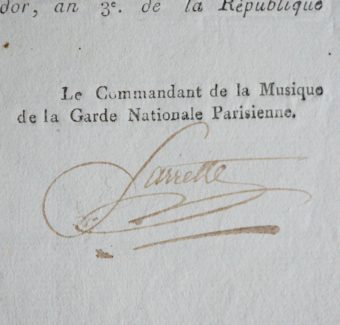 dor, an 3e. de la République
Le Commandant de la Musique
de la Garde Nationale Parisienne.
Sarrette